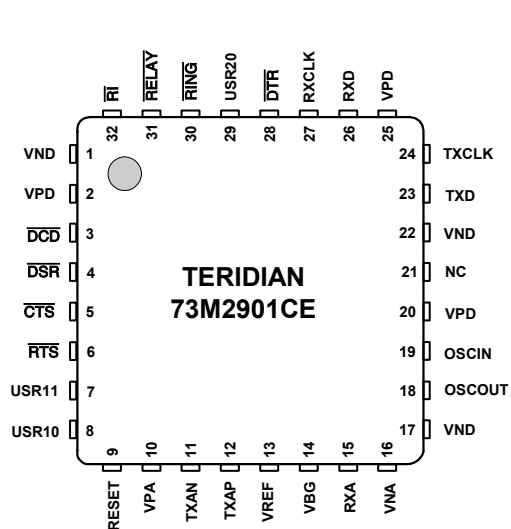 RI
RELAY
RING
USR20
DTR
RXCLK
RXD
VPD
32
31
30
29
28
27
26
25
VND 1
VPD 2
DCD 3
DSR 4
CTS 5
RTS 6
USR11 7
USR10 8
TERIDIAN
73M2901CE
24 TXCLK
23 TXD
22 VND
21 NC
20 VPD
19 OSCIN
18 OSCOUT
17 VND
9
10
11
12
13
14
15
16
RESET
VPA
TXAN
TXAP
VREF
VBG
RXA
VNA